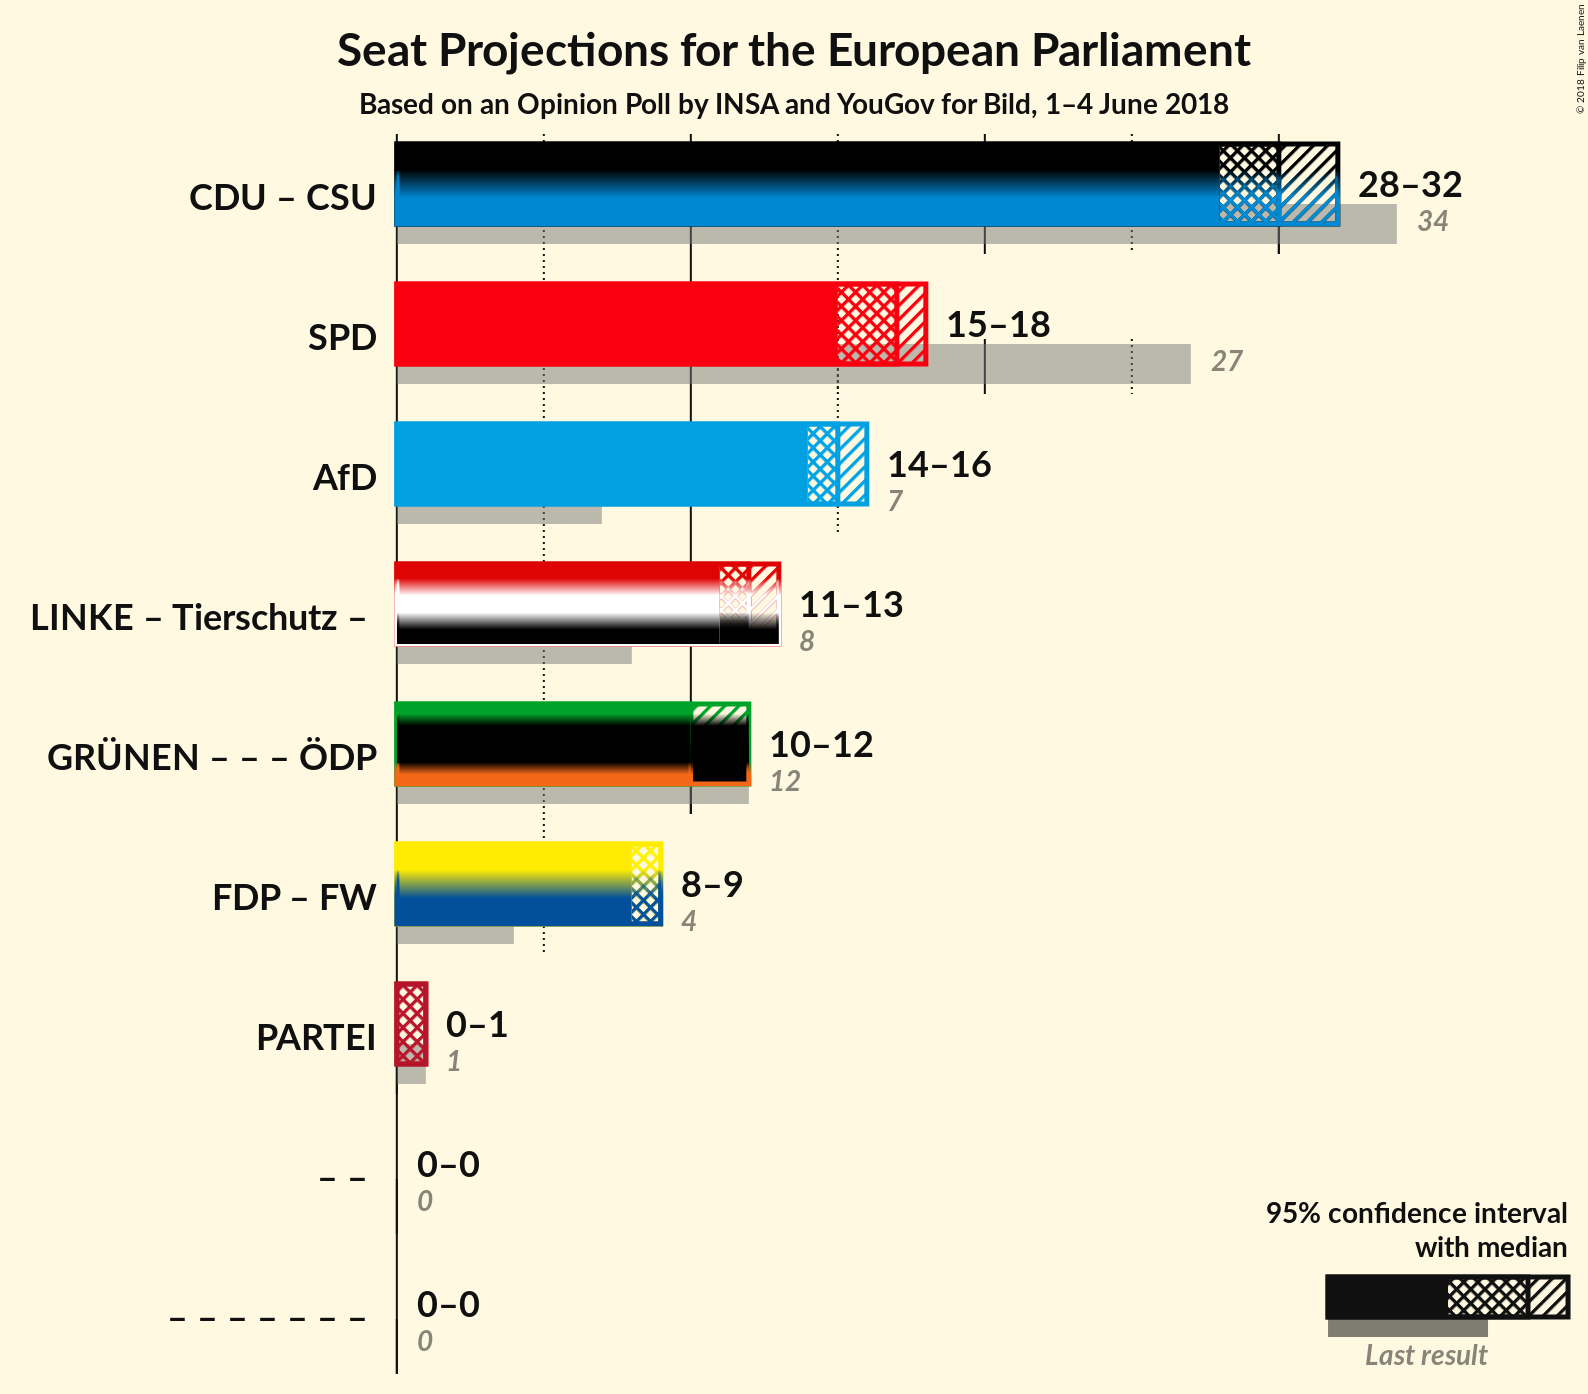 Seat Projections for the European Parliament
Based on an Opinion Poll by INSA and YouGov for Bild, 1–4 June 2018
© 2018 Filip van Laenen
CDU – CSU
28–32
34
SPD
15–18
27
AfD
14–16
7
LINKE – Tierschutz –
11–13
8
GRÜNEN – – – ÖDP
10–12
12
FDP – FW
8–9
4
PARTEI
0–1
1
– –
0–0
0
– – – – – – –
0–0
0
95% confidence interval
with median
Last result